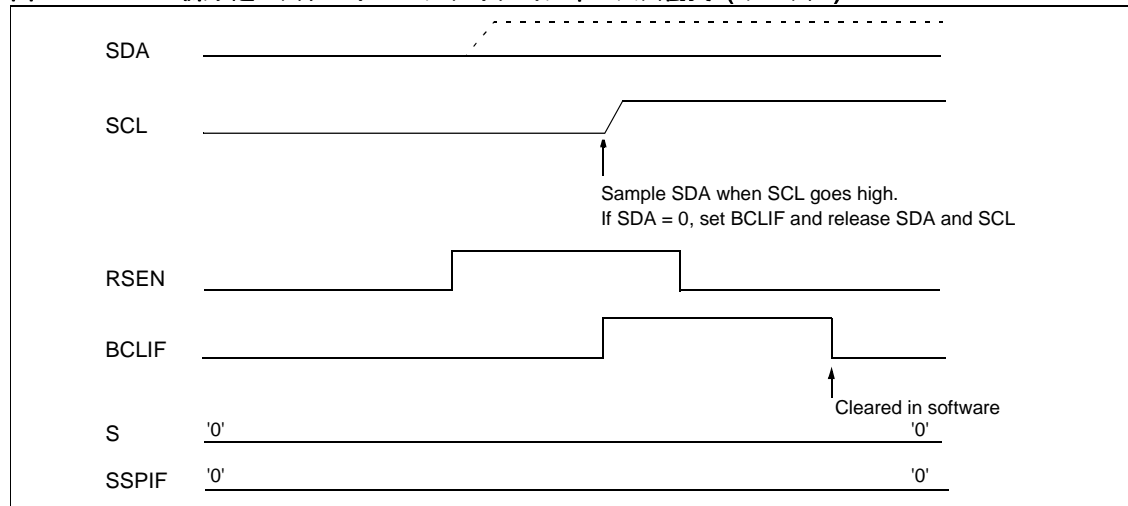 SDA
SCL
Sample SDA when SCL goes high.
If SDA = 0, set BCLIF and release SDA and SCL
RSEN
BCLIF
Cleared in software
S '0' '0'
SSPIF '0' '0'